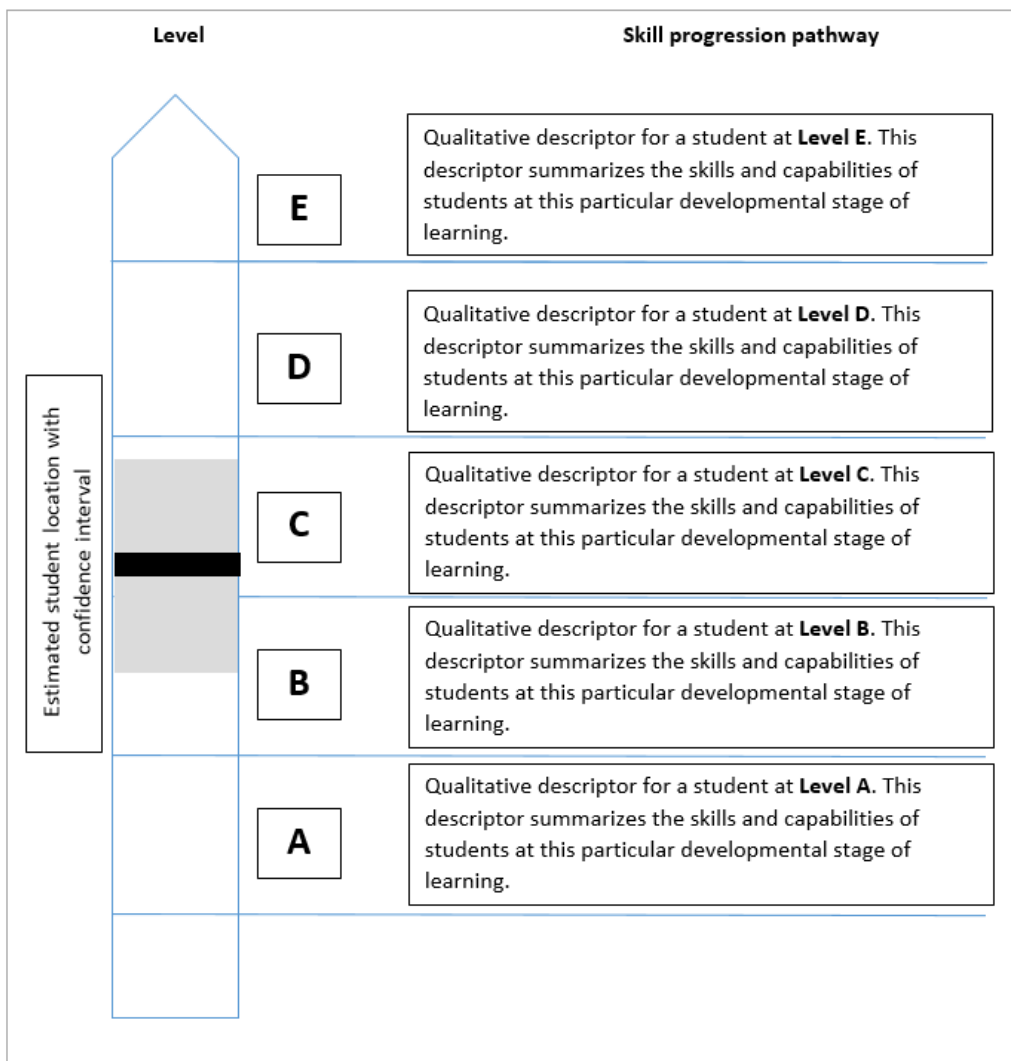 Level
Skill progression pathway
E
Qualitative descriptor for a student at Level E. This
descriptor summarizes the skills and capabilities of
students at this particular developmental stage of
learning.
D
Qualitative descriptor for a student at Level D. This
descriptor summarizes the skills and capabilities of
students at this particular developmental stage of
learning.
Estimated student location with
confidence interval
C
Qualitative descriptor for a student at Level C. This
descriptor summarizes the skills and capabilities of
students at this particular developmental stage of
learning.
B
Qualitative descriptor for a student at Level B. This
descriptor summarizes the skills and capabilities of
students at this particular developmental stage of
learning.
A
Qualitative descriptor for a student at Level A. This
descriptor summarizes the skills and capabilities of
students at this particular developmental stage of
learning.